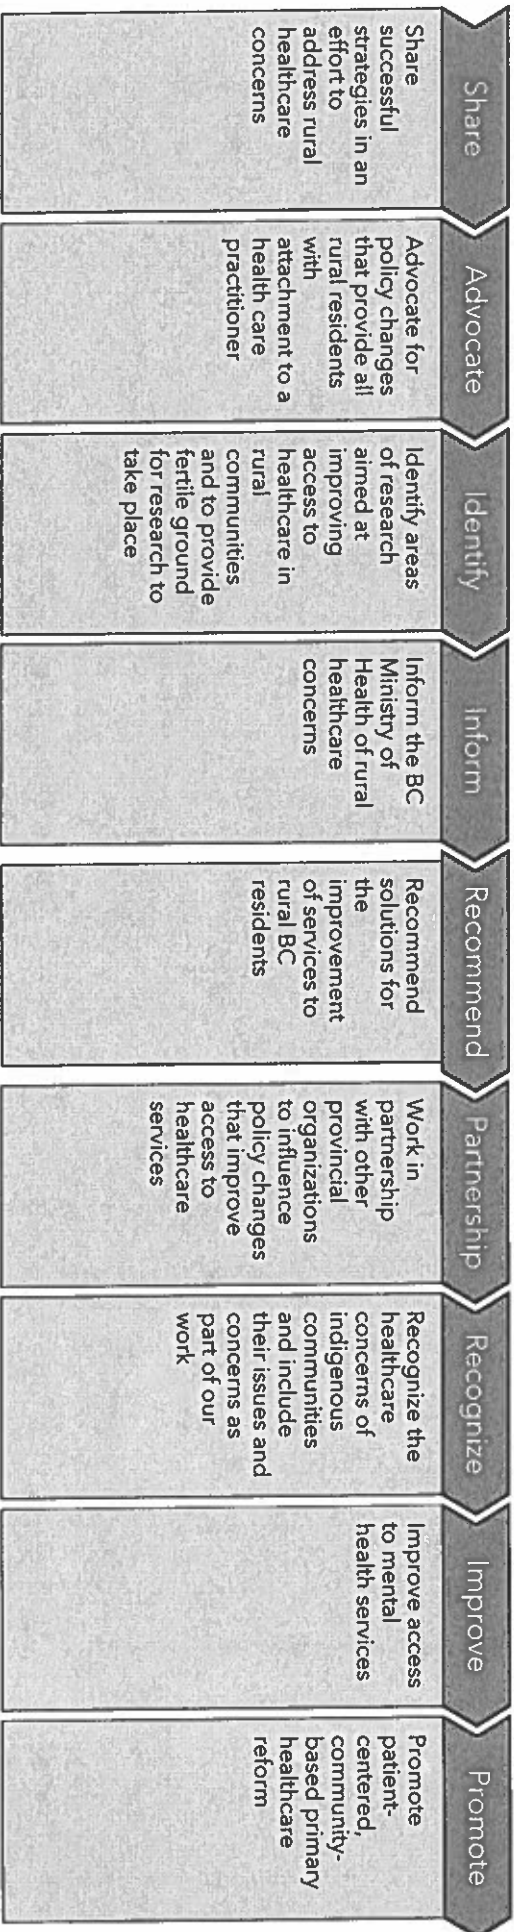 Share
Share
successful
strategies in an
effort to
address rural
healthcare
concerns
Advocate
Advocate for
policy changes
that provide all
rural residents
with
attachment to a
health care
practitioner
Identify
Identify areas
of research
aimed at
improving
access to
healthcare in
rural
communities
and to provide
fertile ground
for research to
take place
Inform
Inform the BC
Ministry of
Health of rural
healthcare
concerns
Recommend
Recommend
solutions for
the
improvement
of services to
rural BC
residents
Partnership
Work in
partnership
with other
provincial
organizations
to influence
policy changes
that improve
access to
healthcare
services
Recognize
Recognize the
healthcare
concerns of
indigenous
communities
and include
their issues and
concerns as
part of our
work
Improve
Improve access
to mental
health services
Promote
Promote
patient-
centered,
community-
based primary
healthcare
reform